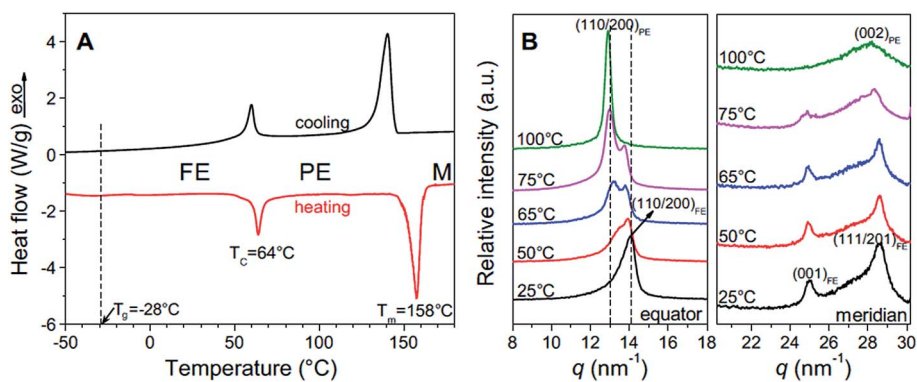 A
Heat flow (W/g) exo
4
2
0
-2
-4
-6
cooling
FE PE M
heating
T_C=64°C
T_g=-28°C
T_m=158°C
-50 0 50 100 150
Temperature (°C)
B
Relative intensity (a.u.)
(110/200)_PE
100°C
75°C
65°C
(110/200)_FE
50°C
25°C
equator
8 10 12 14 16 18
q (nm⁻¹)
(002)_PE
100°C
75°C
65°C
50°C
(111/201)_FE
(001)_FE
25°C
meridian
22 24 26 28 30
q (nm⁻¹)